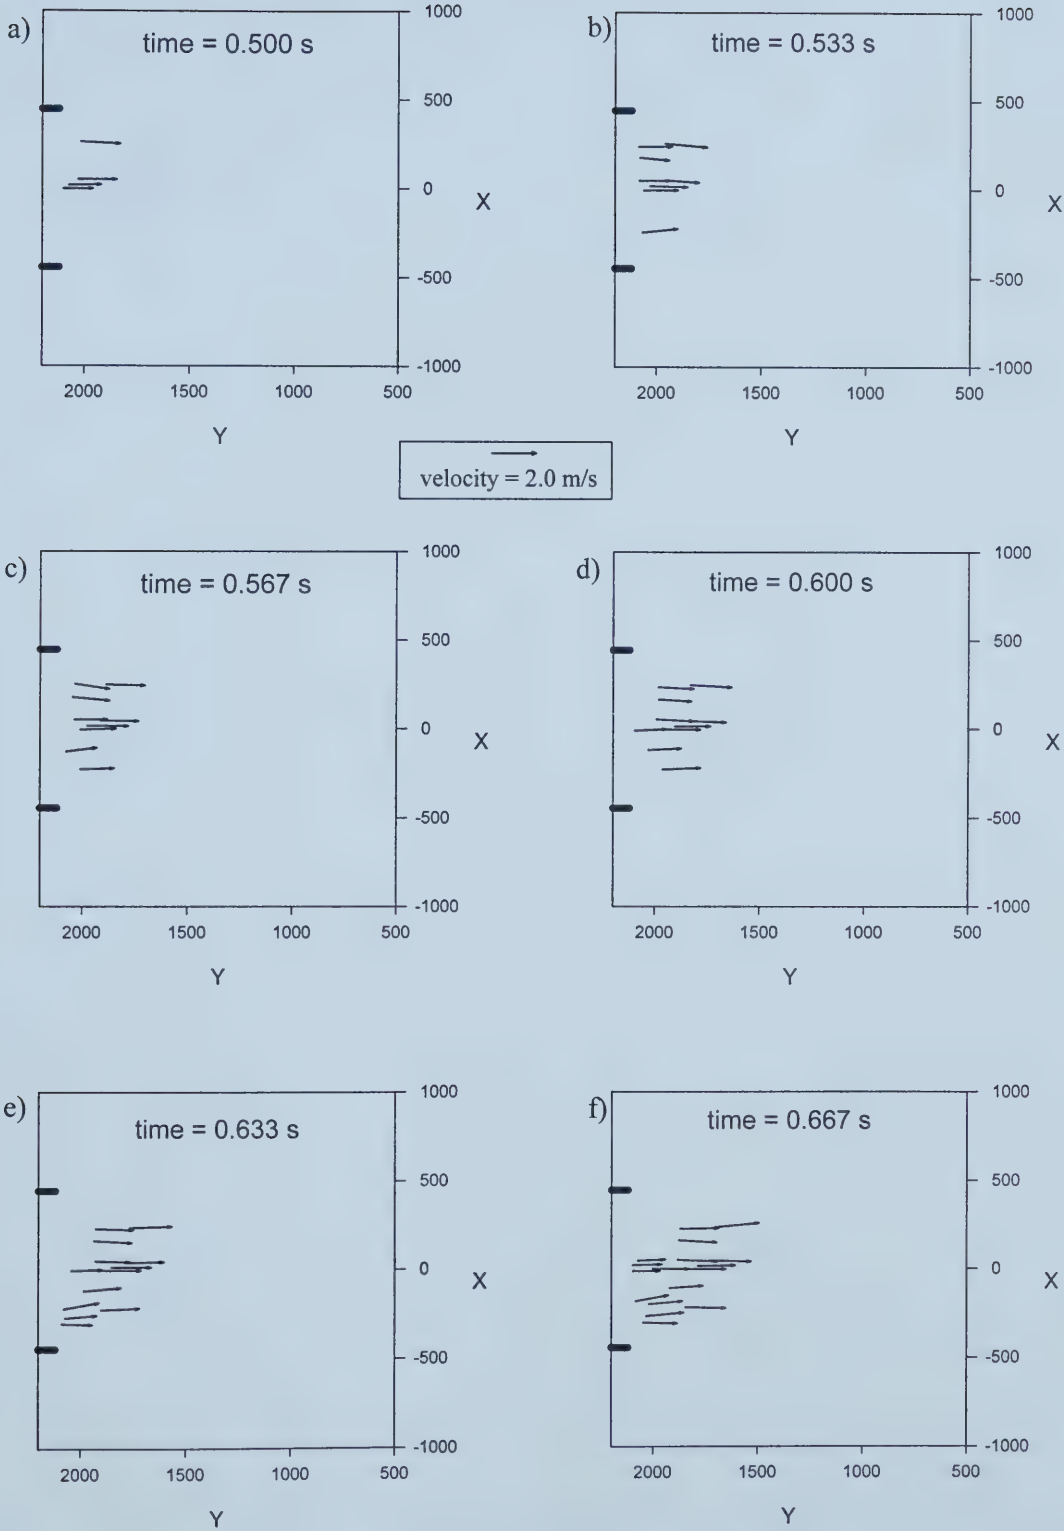 a)
time = 0.500 s
1000
500
0
-500
-1000
X
2000 1500 1000 500
Y
b)
time = 0.533 s
1000
500
0
-500
-1000
X
2000 1500 1000 500
Y
velocity = 2.0 m/s
c)
time = 0.567 s
1000
500
0
-500
-1000
X
2000 1500 1000 500
Y
d)
time = 0.600 s
1000
500
0
-500
-1000
X
2000 1500 1000 500
Y
e)
time = 0.633 s
1000
500
0
-500
-1000
X
2000 1500 1000 500
Y
f)
time = 0.667 s
1000
500
0
-500
-1000
X
2000 1500 1000 500
Y